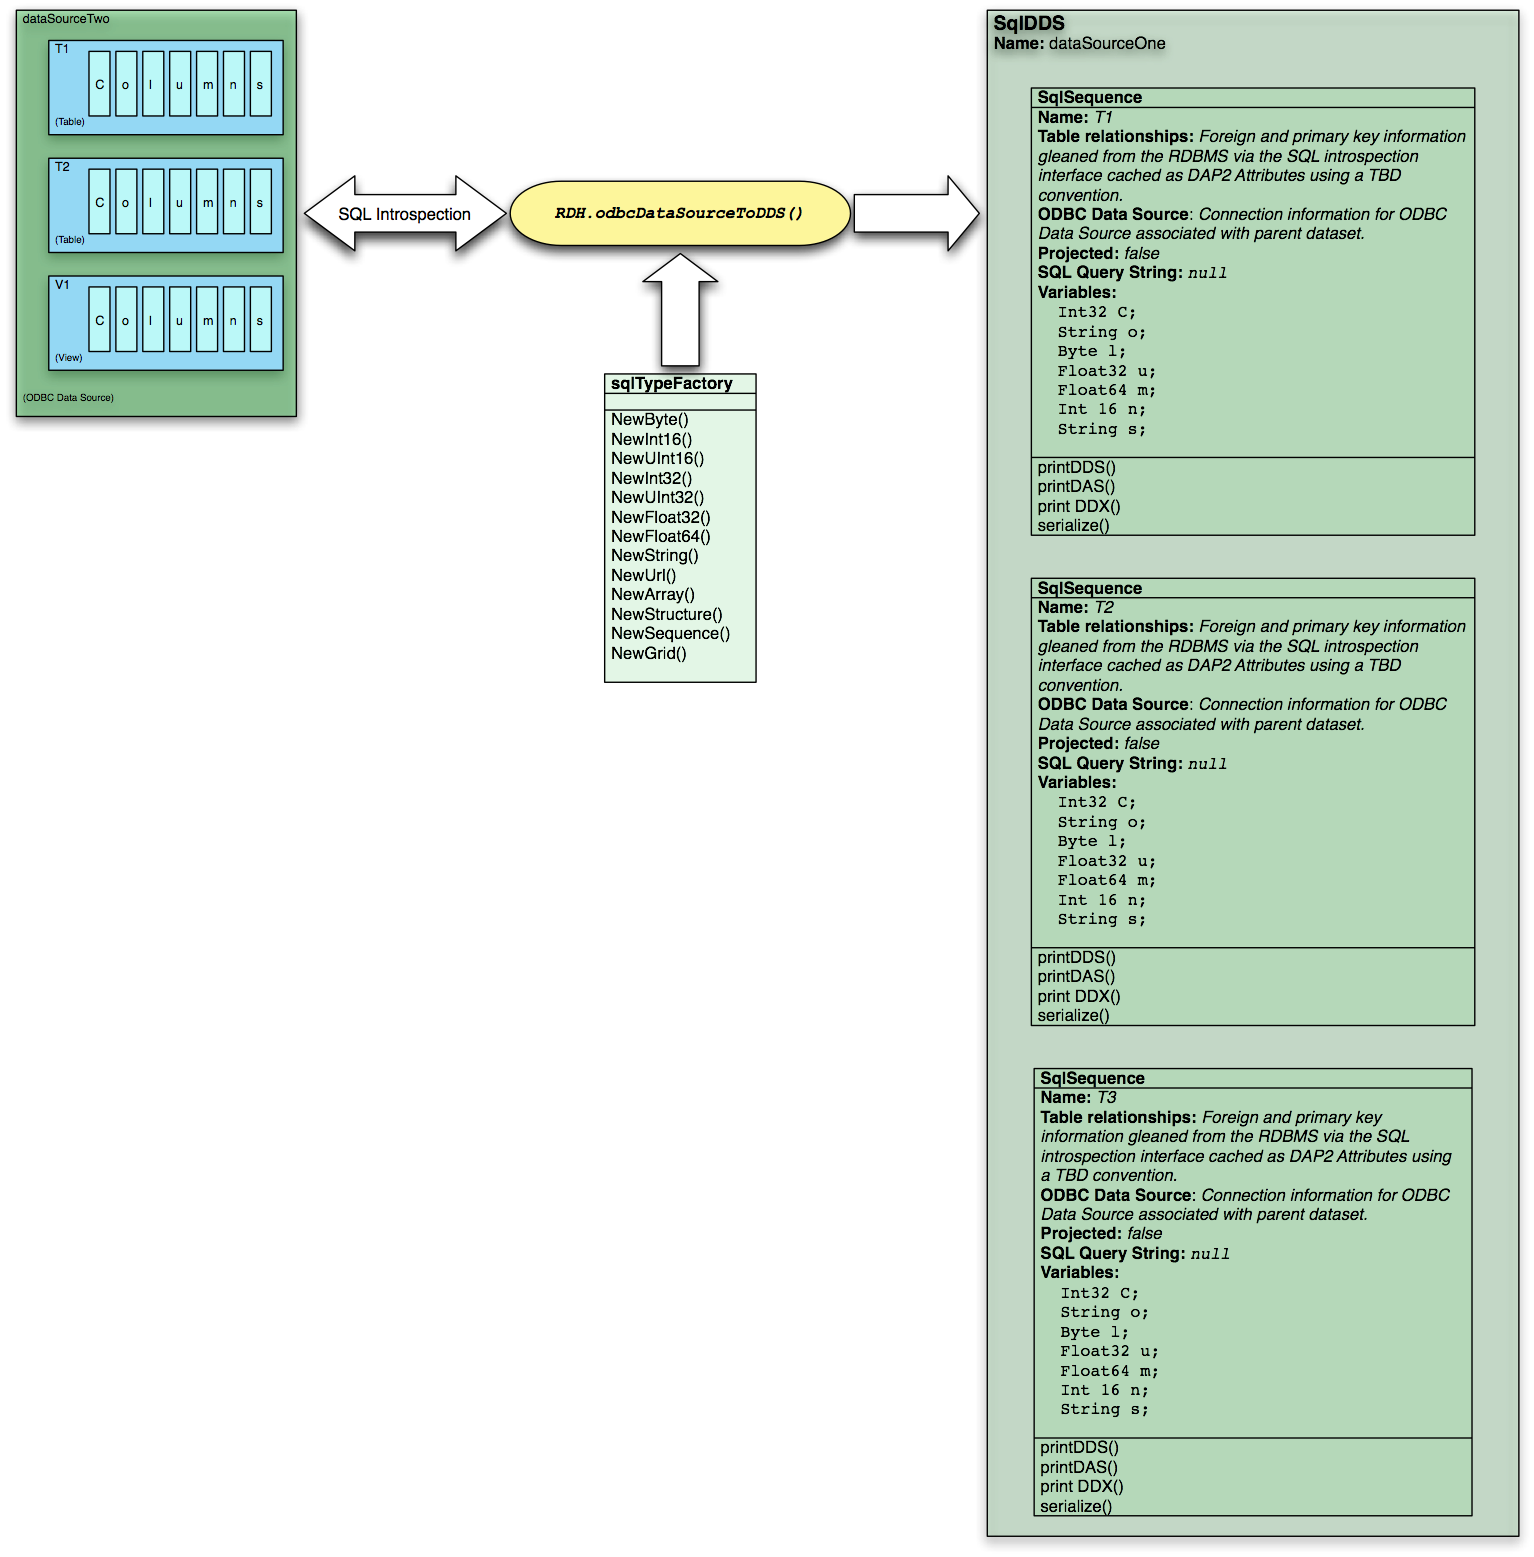 dataSourceTwo
T1
C o l u m n s
(Table)
T2
C o l u m n s
(Table)
V1
C o l u m n s
(View)
(ODBC Data Source)
SQL Introspection
RDH.odbcDataSourceToDDS()
sqlTypeFactory
NewByte()
NewInt16()
NewUInt16()
NewInt32()
NewUInt32()
NewFloat32()
NewFloat64()
NewString()
NewUrl()
NewArray()
NewStructure()
NewSequence()
NewGrid()
SqlDDS
Name: dataSourceOne
SqlSequence
Name: T1
Table relationships: Foreign and primary key information
gleaned from the RDBMS via the SQL introspection
interface cached as DAP2 Attributes using a TBD
convention.
ODBC Data Source: Connection information for ODBC
Data Source associated with parent dataset.
Projected: false
SQL Query String: null
Variables:
Int32 C;
String o;
Byte l;
Float32 u;
Float64 m;
Int 16 n;
String s;
printDDS()
printDAS()
print DDX()
serialize()
SqlSequence
Name: T2
Table relationships: Foreign and primary key information
gleaned from the RDBMS via the SQL introspection
interface cached as DAP2 Attributes using a TBD
convention.
ODBC Data Source: Connection information for ODBC
Data Source associated with parent dataset.
Projected: false
SQL Query String: null
Variables:
Int32 C;
String o;
Byte l;
Float32 u;
Float64 m;
Int 16 n;
String s;
printDDS()
printDAS()
print DDX()
serialize()
SqlSequence
Name: T3
Table relationships: Foreign and primary key
information gleaned from the RDBMS via the SQL
introspection interface cached as DAP2 Attributes using
a TBD convention.
ODBC Data Source: Connection information for ODBC
Data Source associated with parent dataset.
Projected: false
SQL Query String: null
Variables:
Int32 C;
String o;
Byte l;
Float32 u;
Float64 m;
Int 16 n;
String s;
printDDS()
printDAS()
print DDX()
serialize()